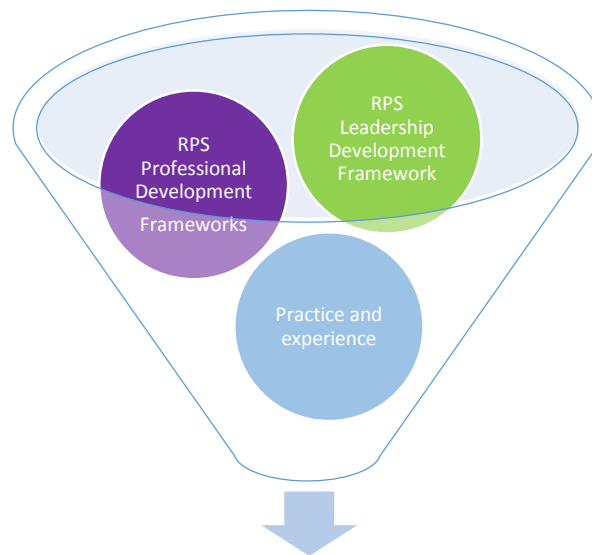 RPS
Professional
Development
Frameworks
RPS
Leadership
Development
Framework
Practice and
experience